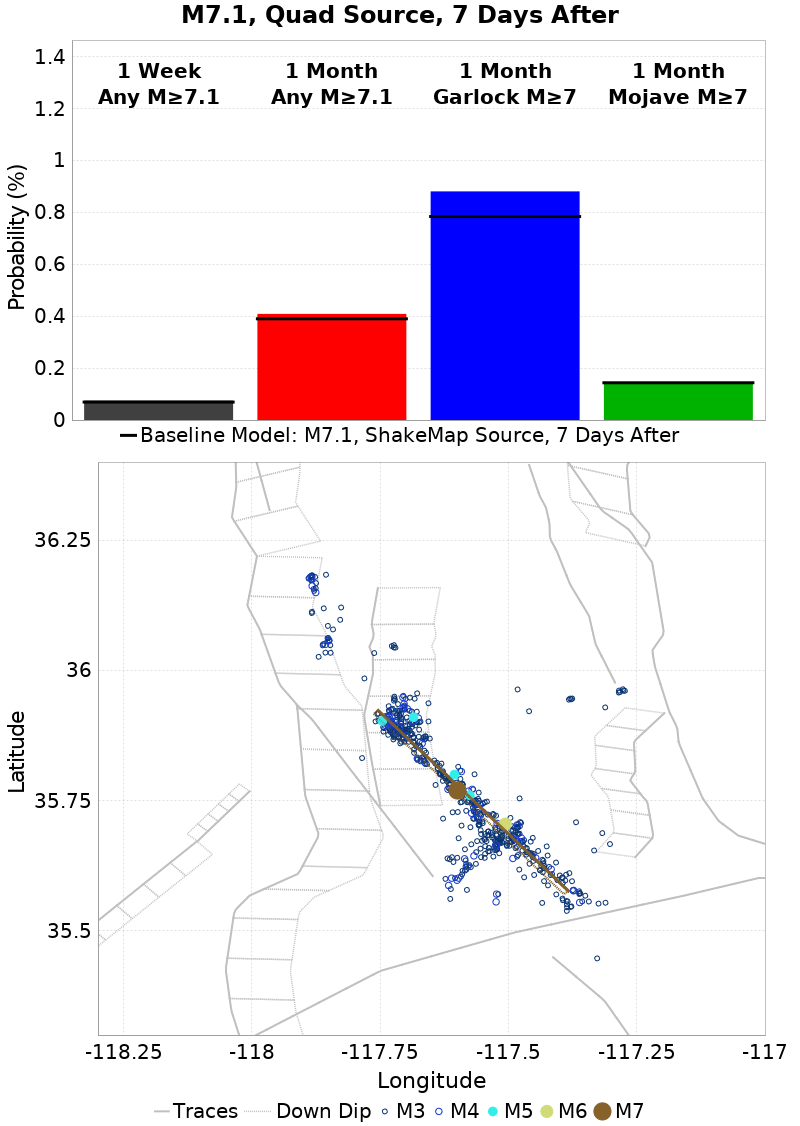 M7.1, Quad Source, 7 Days After
1 Week
Any M≥7.1
1 Month
Any M≥7.1
1 Month
Garlock M≥7
1 Month
Mojave M≥7
1.4
1.2
1
0.8
0.6
0.4
0.2
0
Probability (%)
Baseline Model: M7.1, ShakeMap Source, 7 Days After
36.25
36
35.75
35.5
Latitude
-118.25 -118 -117.75 -117.5 -117.25 -117
Longitude
Traces Down Dip M3 M4 M5 M6 M7